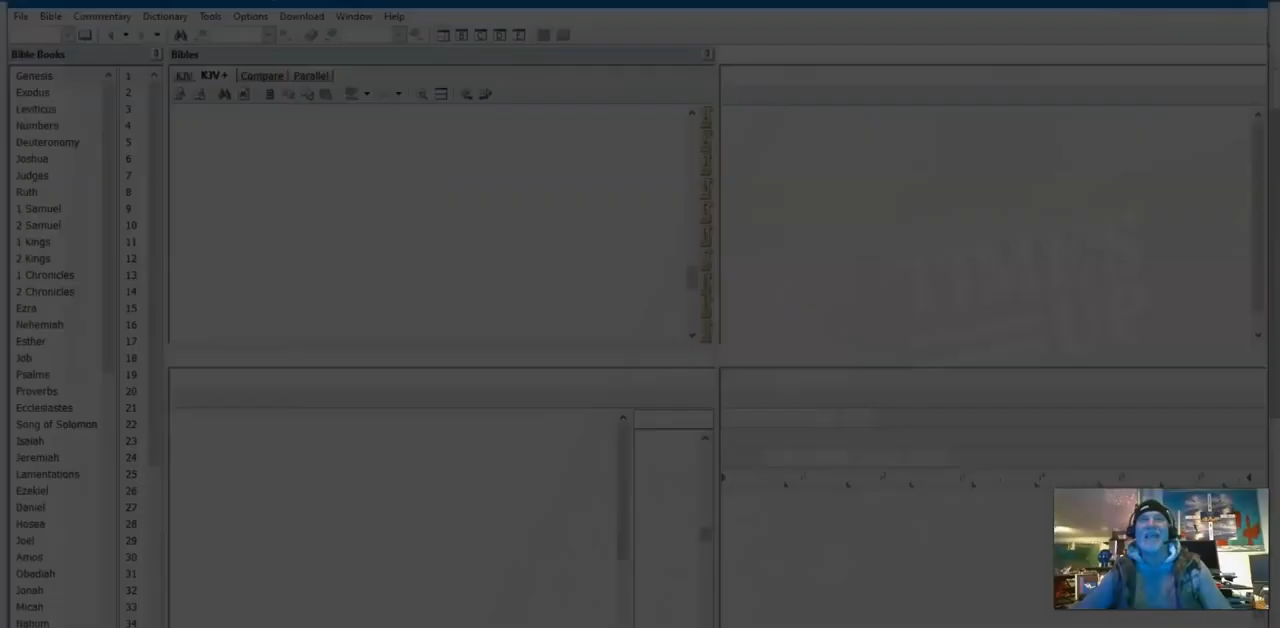 File Bible Commentary Dictionary Tools Options Download Window Help
Bible Books
Bibles
KJV KJV+ Compare Parallel
Genesis 1
Exodus 2
Leviticus 3
Numbers 4
Deuteronomy 5
Joshua 6
Judges 7
Ruth 8
1 Samuel 9
2 Samuel 10
1 Kings 11
2 Kings 12
1 Chronicles 13
2 Chronicles 14
Ezra 15
Nehemiah 16
Esther 17
Job 18
Psalms 19
Proverbs 20
Ecclesiastes 21
Song of Solomon 22
Isaiah 23
Jeremiah 24
Lamentations 25
Ezekiel 26
Daniel 27
Hosea 28
Joel 29
Amos 30
Obadiah 31
Jonah 32
Micah 33
Nahum 34
UP